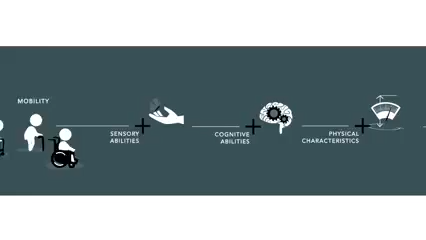 MOBILITY
SENSORY
ABILITIES
COGNITIVE
ABILITIES
PHYSICAL
CHARACTERISTICS